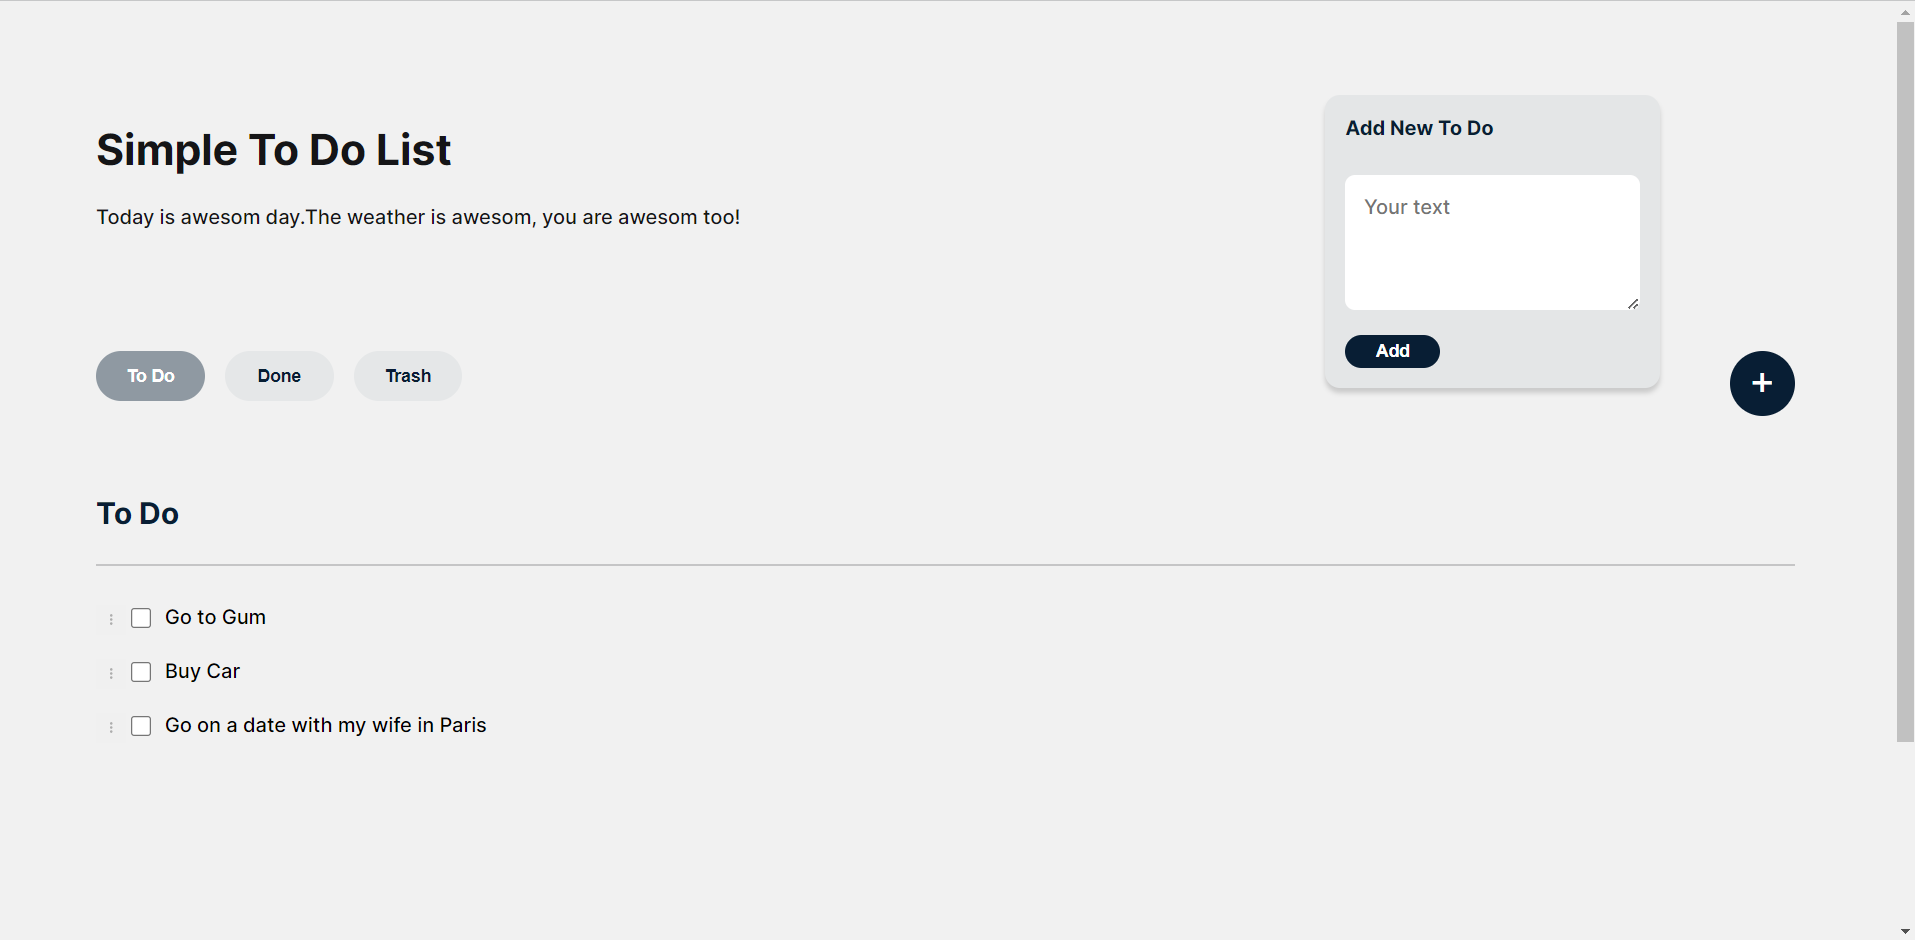 Simple To Do List
Today is awesom day.The weather is awesom, you are awesom too!
Add New To Do
Your text
Add
To Do
Done
Trash
+
To Do
Go to Gum
Buy Car
Go on a date with my wife in Paris